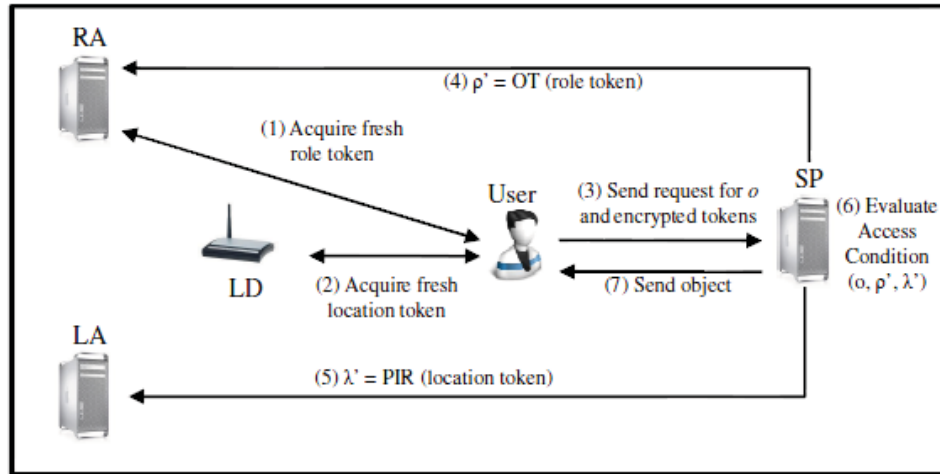 RA
(4) ρ’ = OT (role token)
(1) Acquire fresh
role token
User
(3) Send request for o
and encrypted tokens
SP
(6) Evaluate
Access
Condition
(o, ρ’, λ’)
LD
(2) Acquire fresh
location token
(7) Send object
LA
(5) λ’ = PIR (location token)